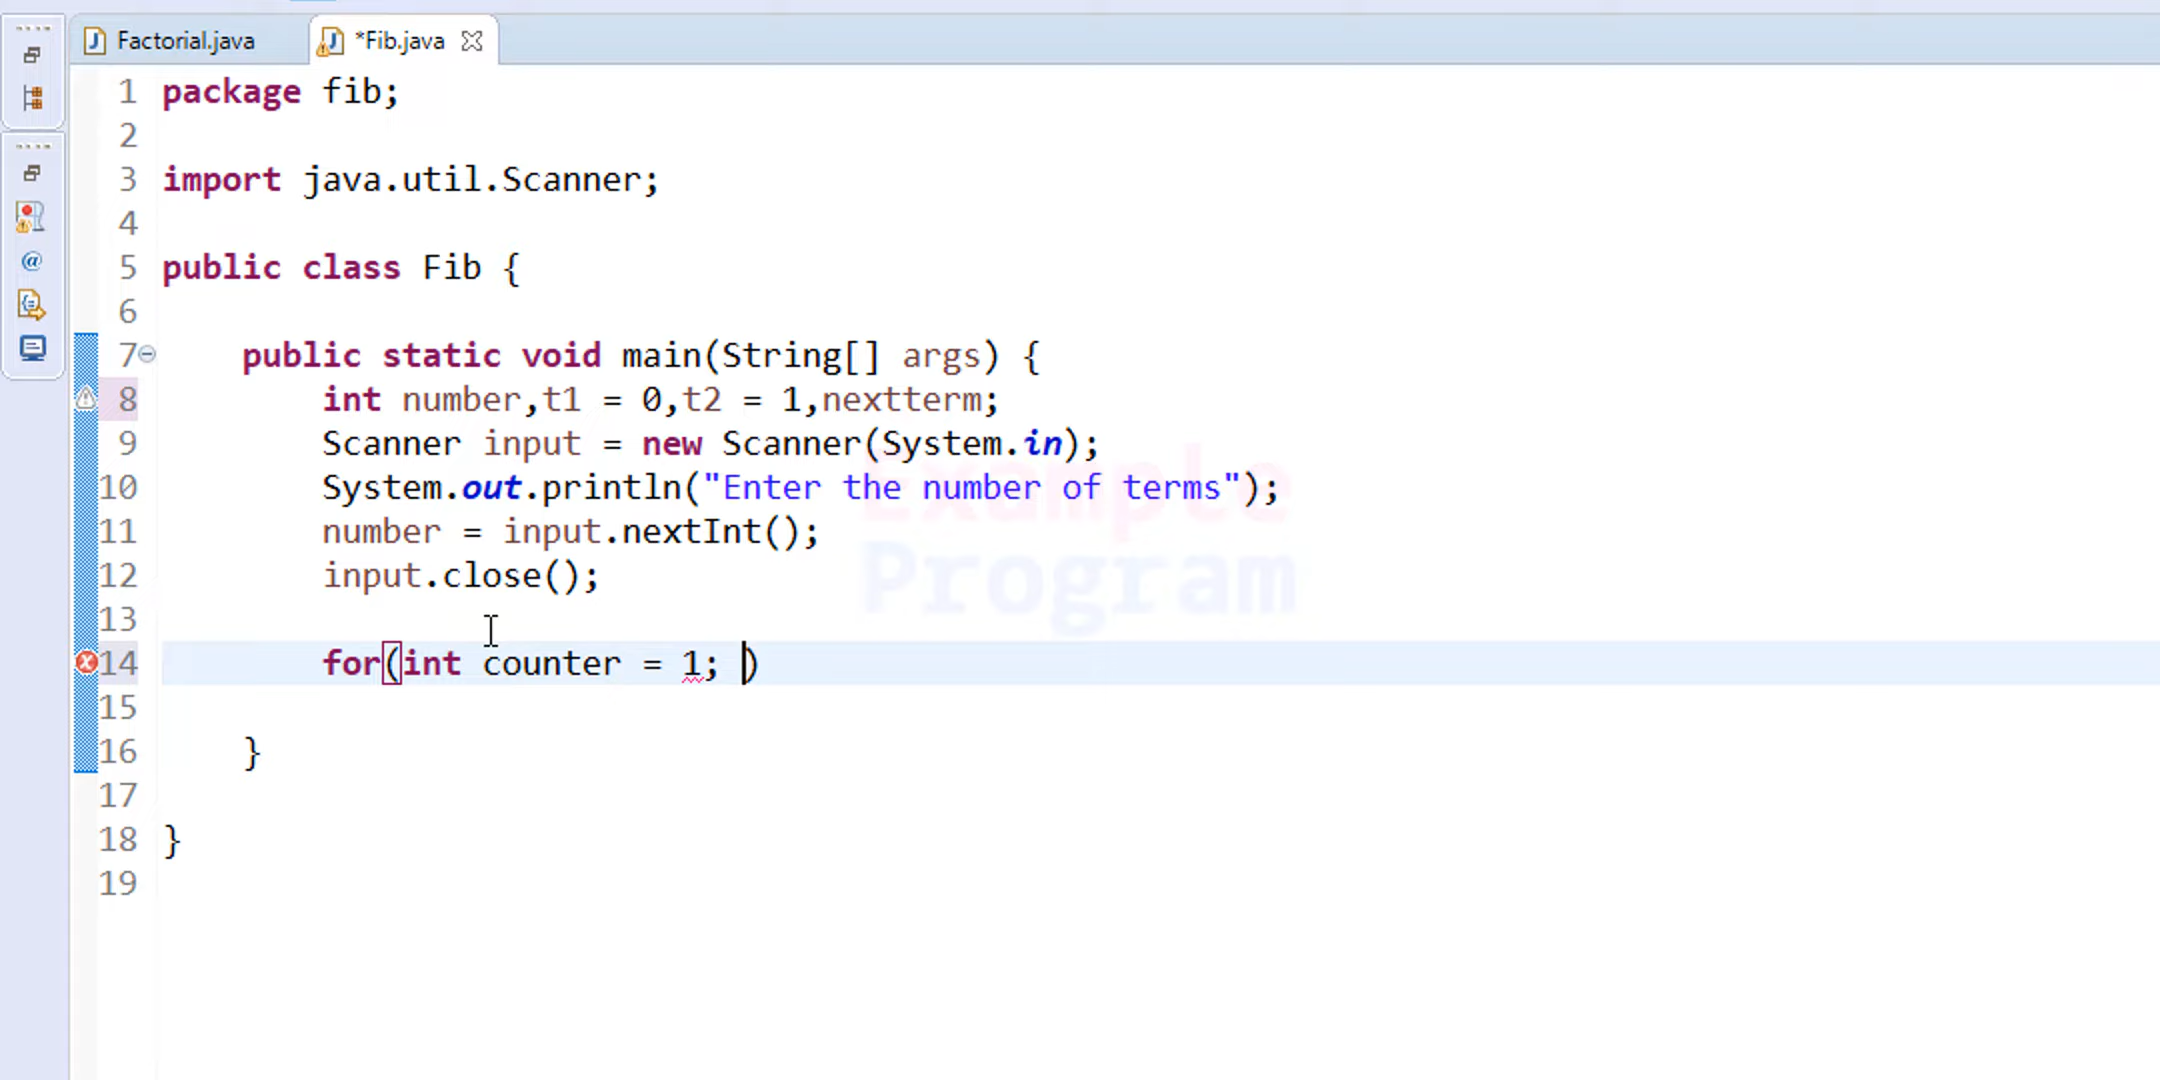 Factorial.java *Fib.java
1 package fib;
2
3 import java.util.Scanner;
4
5 public class Fib {
6
7 public static void main(String[] args) {
8 int number,t1 = 0,t2 = 1,nextterm;
9 Scanner input = new Scanner(System.in);
10 System.out.println("Enter the number of terms");
11 number = input.nextInt();
12 input.close();
13
14 for(int counter = 1; )
15
16 }
17
18 }
19
Example
Program